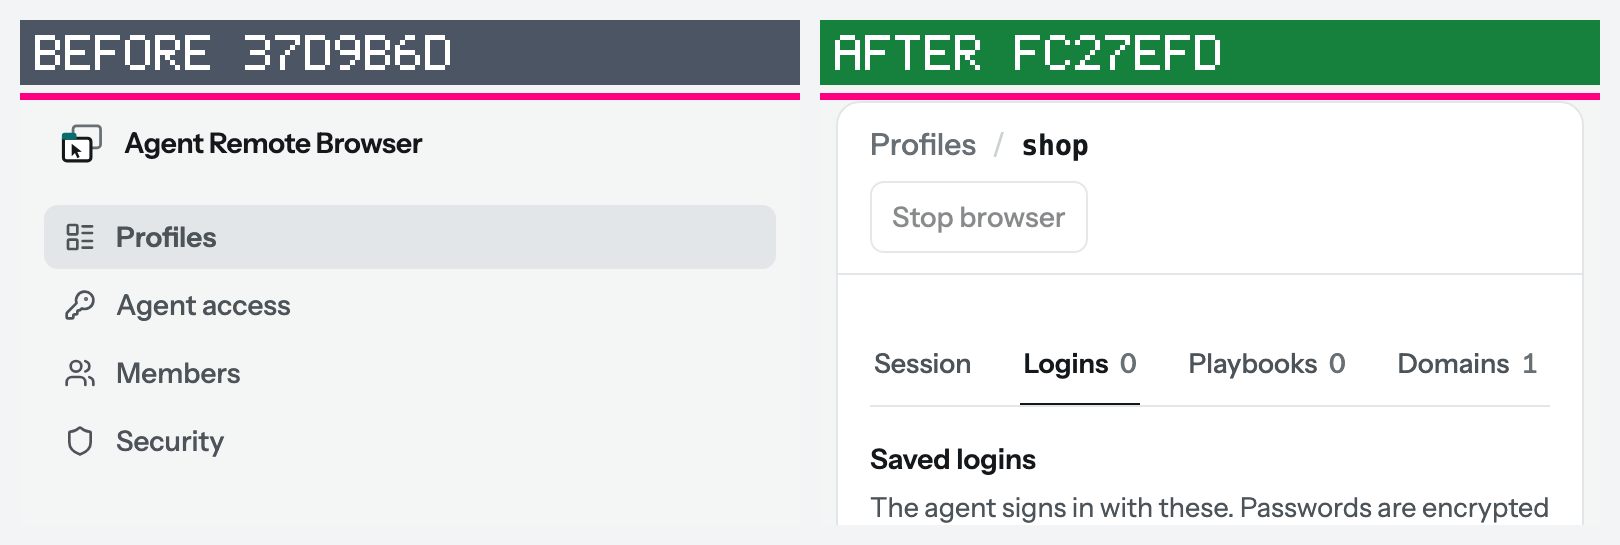 BEFORE 37D9B6D
Agent Remote Browser
Profiles
Agent access
Members
Security
AFTER FC27EFD
Profiles / shop
Stop browser
Session Logins 0 Playbooks 0 Domains 1
Saved logins
The agent signs in with these. Passwords are encrypted